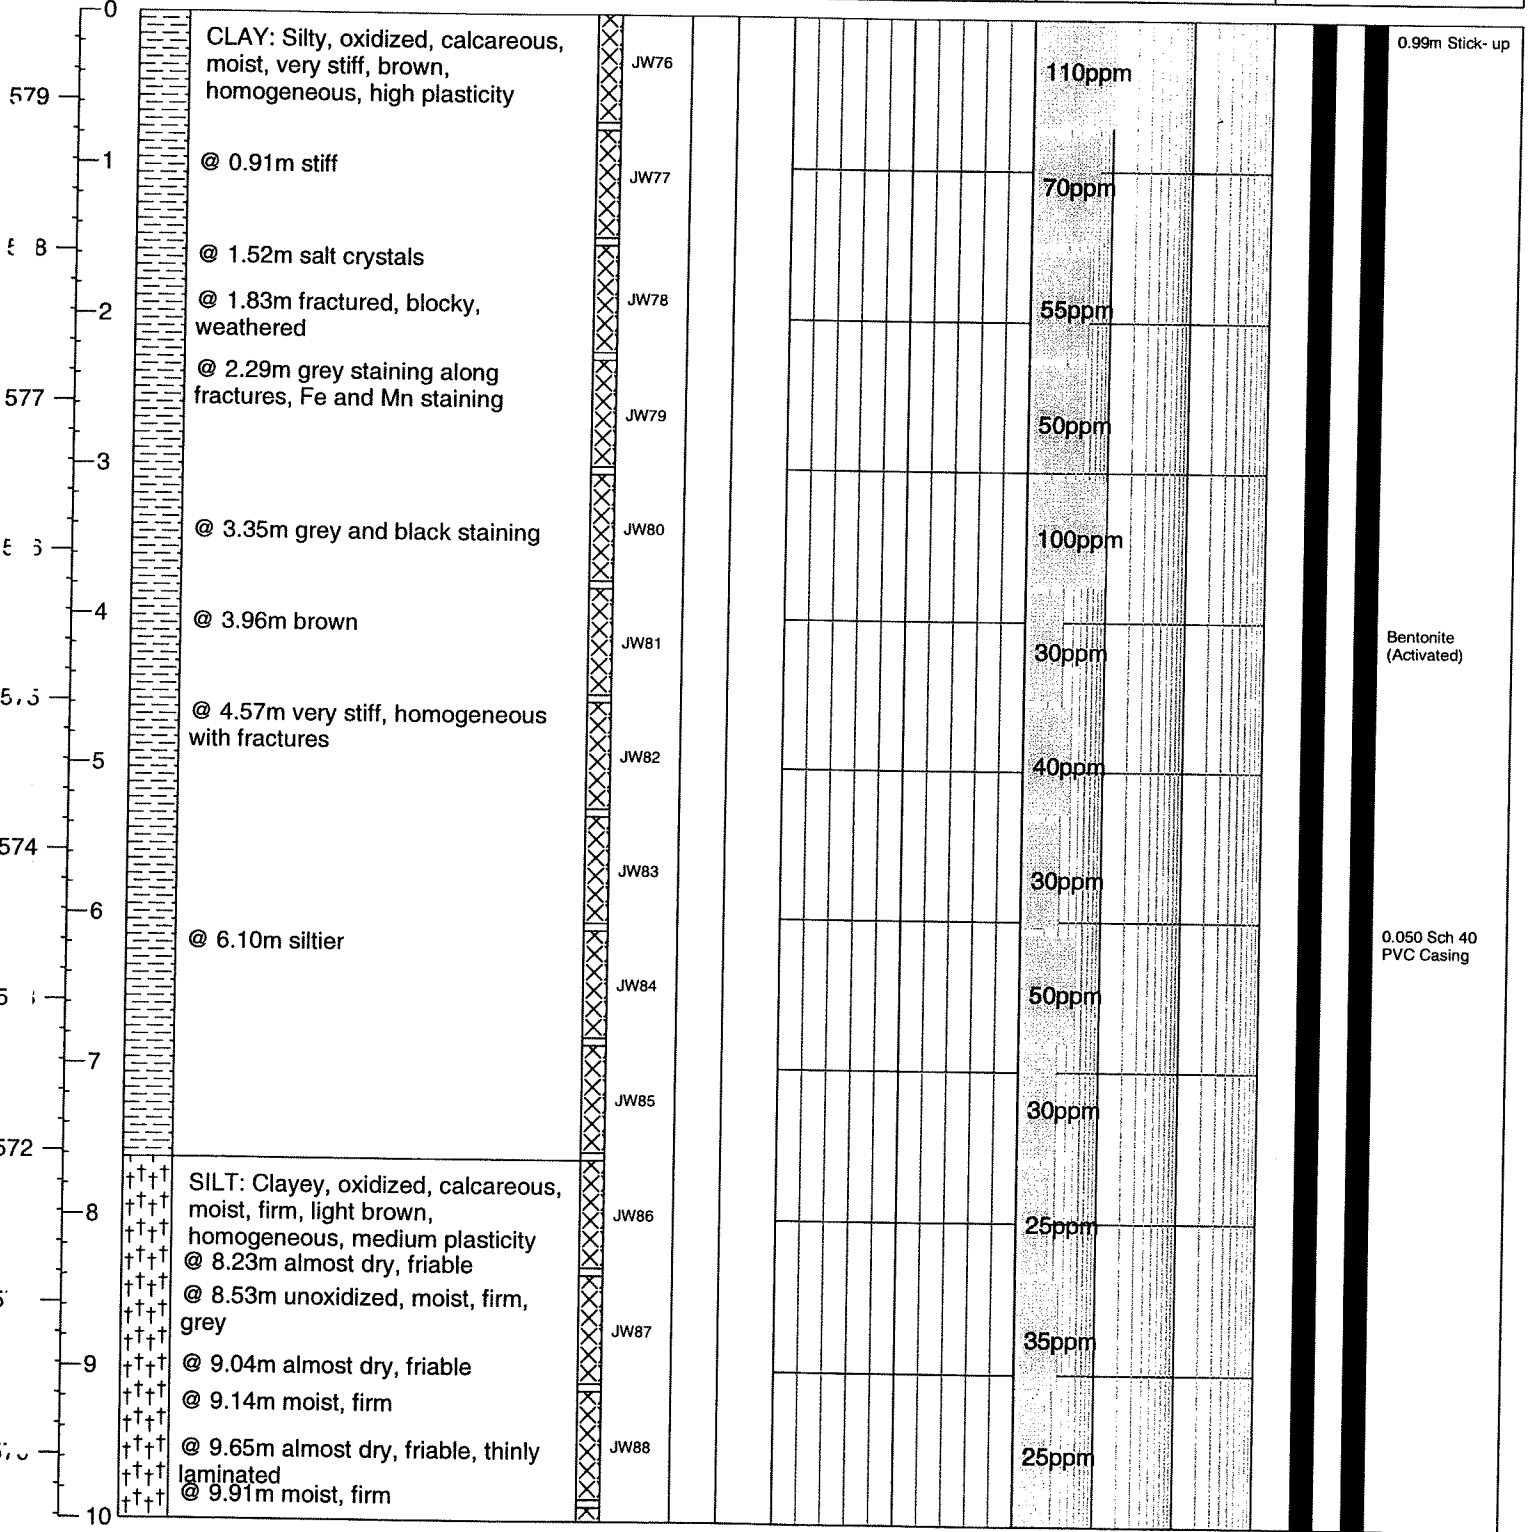 0
CLAY: Silty, oxidized, calcareous,
moist, very stiff, brown,
homogeneous, high plasticity
JW76
110ppm
0.99m Stick- up
579
1
@ 0.91m stiff
JW77
70ppm
@ 1.52m salt crystals
@ 1.83m fractured, blocky,
weathered
JW78
55ppm
2
@ 2.29m grey staining along
fractures, Fe and Mn staining
577
JW79
50ppm
3
@ 3.35m grey and black staining
JW80
100ppm
4
@ 3.96m brown
JW81
30ppm
Bentonite
(Activated)
@ 4.57m very stiff, homogeneous
with fractures
5
JW82
40ppm
574
JW83
30ppm
6
@ 6.10m siltier
0.050 Sch 40
PVC Casing
JW84
50ppm
7
JW85
30ppm
572
SILT: Clayey, oxidized, calcareous,
moist, firm, light brown,
homogeneous, medium plasticity
8
JW86
25ppm
@ 8.23m almost dry, friable
@ 8.53m unoxidized, moist, firm,
grey
JW87
35ppm
9
@ 9.04m almost dry, friable
@ 9.14m moist, firm
@ 9.65m almost dry, friable, thinly
laminated
JW88
25ppm
@ 9.91m moist, firm
10